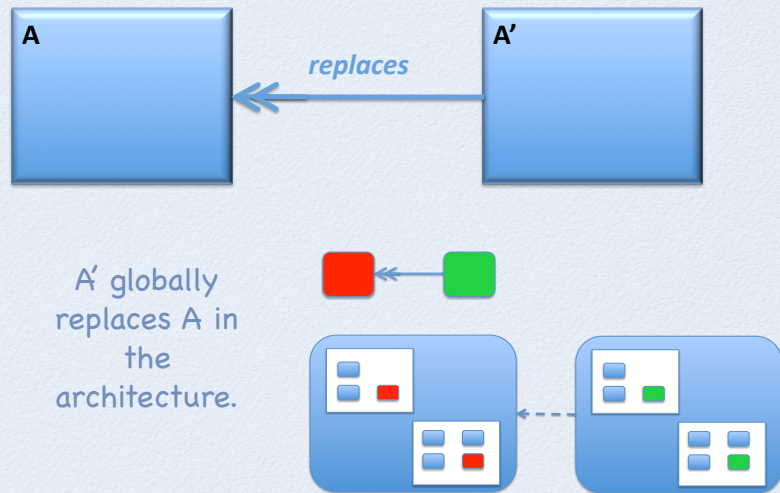 A
A'
replaces
A' globally
replaces A in
the
architecture.